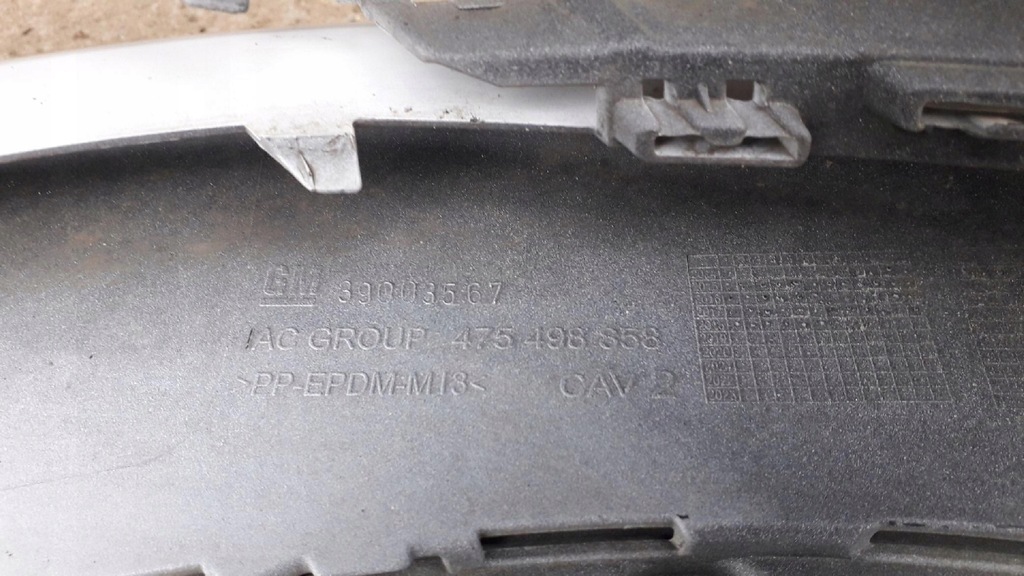 GM 39003567
IAC GROUP 475 498 858
>PP-EPDM-M13<
CAV 2